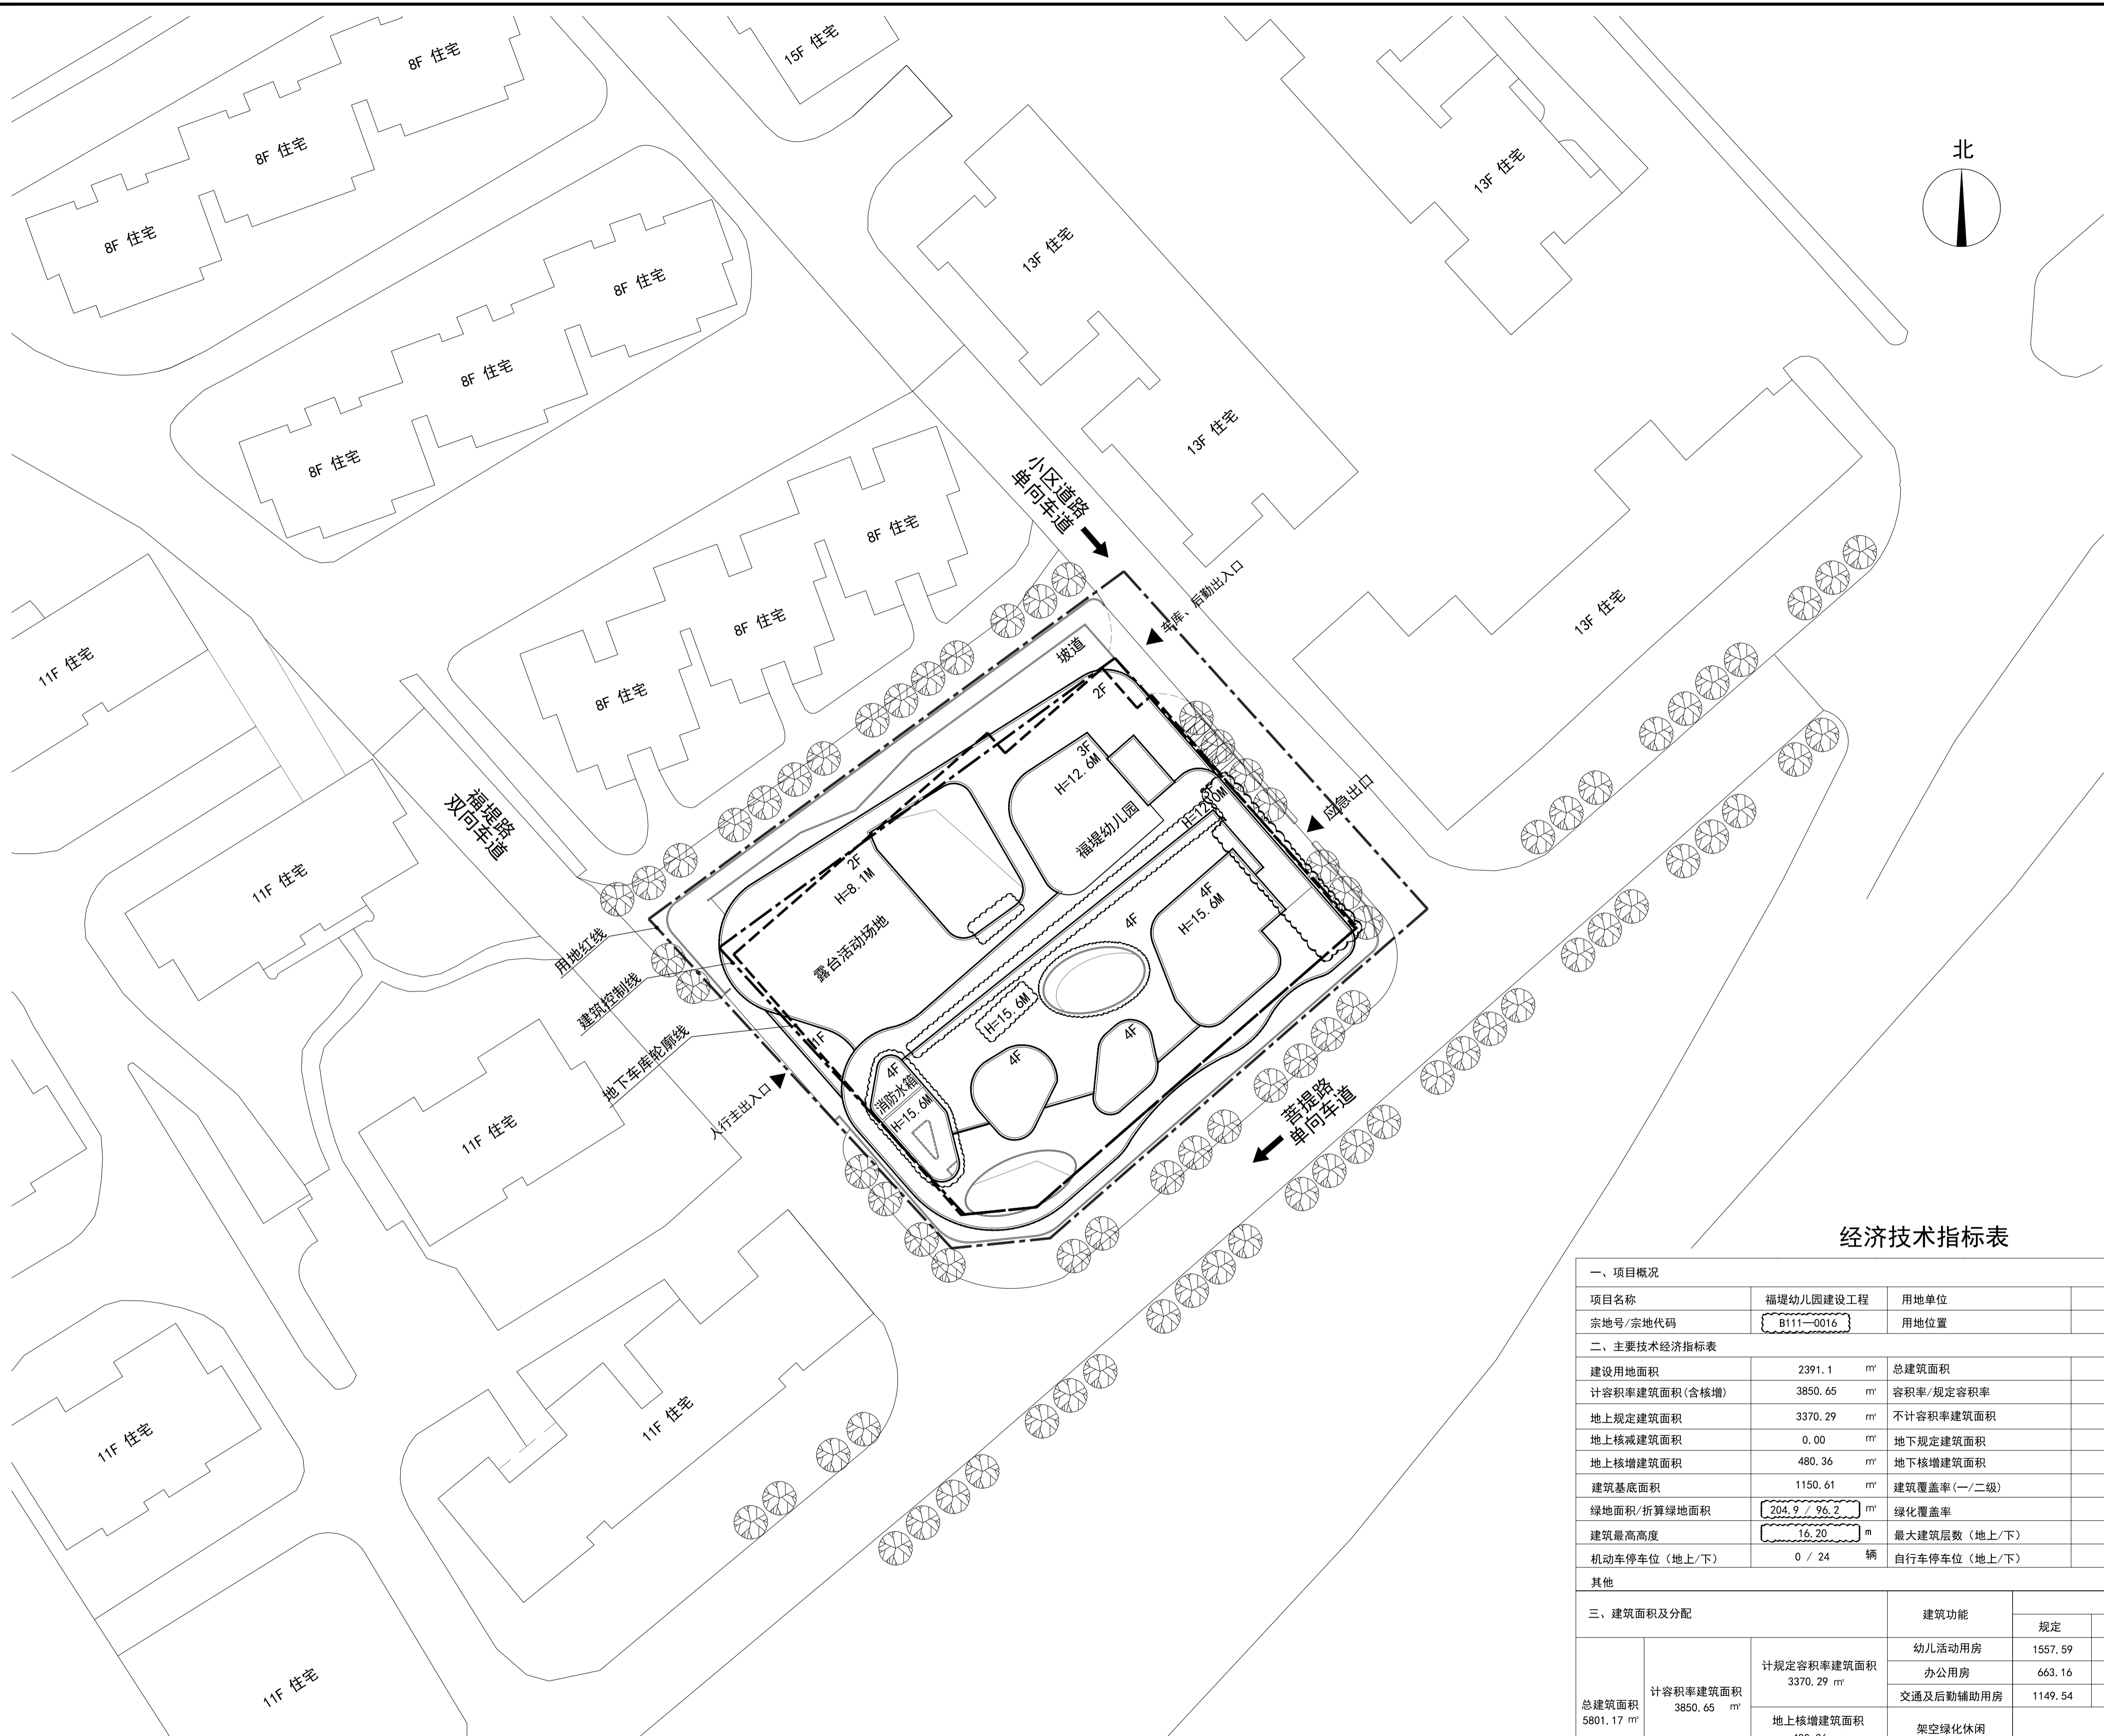 8F 住宅
15F 住宅
8F 住宅
8F 住宅
13F 住宅
北
13F 住宅
8F 住宅
8F 住宅
8F 住宅
13F 住宅
小区道路
单向车道
8F 住宅
8F 住宅
8F 住宅
13F 住宅
11F 住宅
车库、后勤出入口
坡道
2F
3F
H=12.6M
福堤幼儿园
应急出口
福堤路
双向车道
11F 住宅
2F
H=8.1M
露台活动场地
4F
H=15.6M
4F
H=15.6M
用地红线
建筑控制线
地下车库轮廓线
1F
4F
4F
4F
消防水箱
H=15.6M
人行主出入口
菩提路
单向车道
11F 住宅
11F 住宅
11F 住宅
11F 住宅
经济技术指标表
一、项目概况
项目名称 福堤幼儿园建设工程 用地单位
宗地号/宗地代码 B111—0016 用地位置
二、主要技术经济指标表
建设用地面积 2391.1 ㎡ 总建筑面积
计容积率建筑面积(含核增) 3850.65 ㎡ 容积率/规定容积率
地上规定建筑面积 3370.29 ㎡ 不计容积率建筑面积
地上核减建筑面积 0.00 ㎡ 地下规定建筑面积
地上核增建筑面积 480.36 ㎡ 地下核增建筑面积
建筑基底面积 1150.61 ㎡ 建筑覆盖率(一/二级)
绿地面积/折算绿地面积 204.9 / 96.2 ㎡ 绿化覆盖率
建筑最高高度 16.20 m 最大建筑层数（地上/下）
机动车停车位（地上/下） 0 / 24 辆 自行车停车位（地上/下）
其他
三、建筑面积及分配 建筑功能
规定
幼儿活动用房 1557.59
计规定容积率建筑面积
3370.29 ㎡
办公用房 663.16
交通及后勤辅助用房 1149.54
总建筑面积
5801.17 ㎡
计容积率建筑面积
3850.65 ㎡
地上核增建筑面积
架空绿化休闲